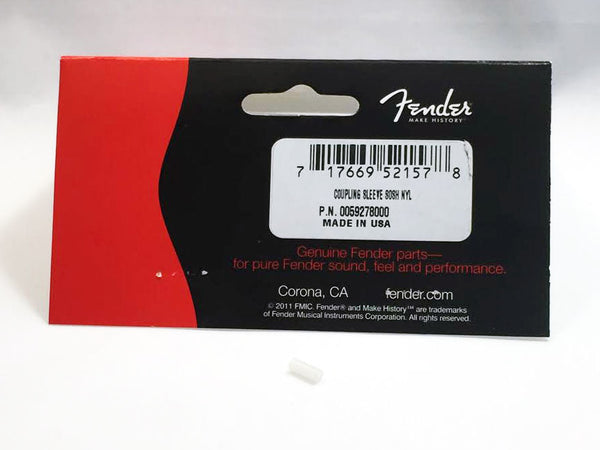 Fender
MAKE HISTORY™
7 17669 52157 8
COUPLING SLEEVE BUSH NYL
P.N. 0059278000
MADE IN USA
Genuine Fender parts—
for pure Fender sound, feel and performance.
Corona, CA fender.com
© 2011 FMIC. Fender® and Make History™ are trademarks
of Fender Musical Instruments Corporation. All rights reserved.